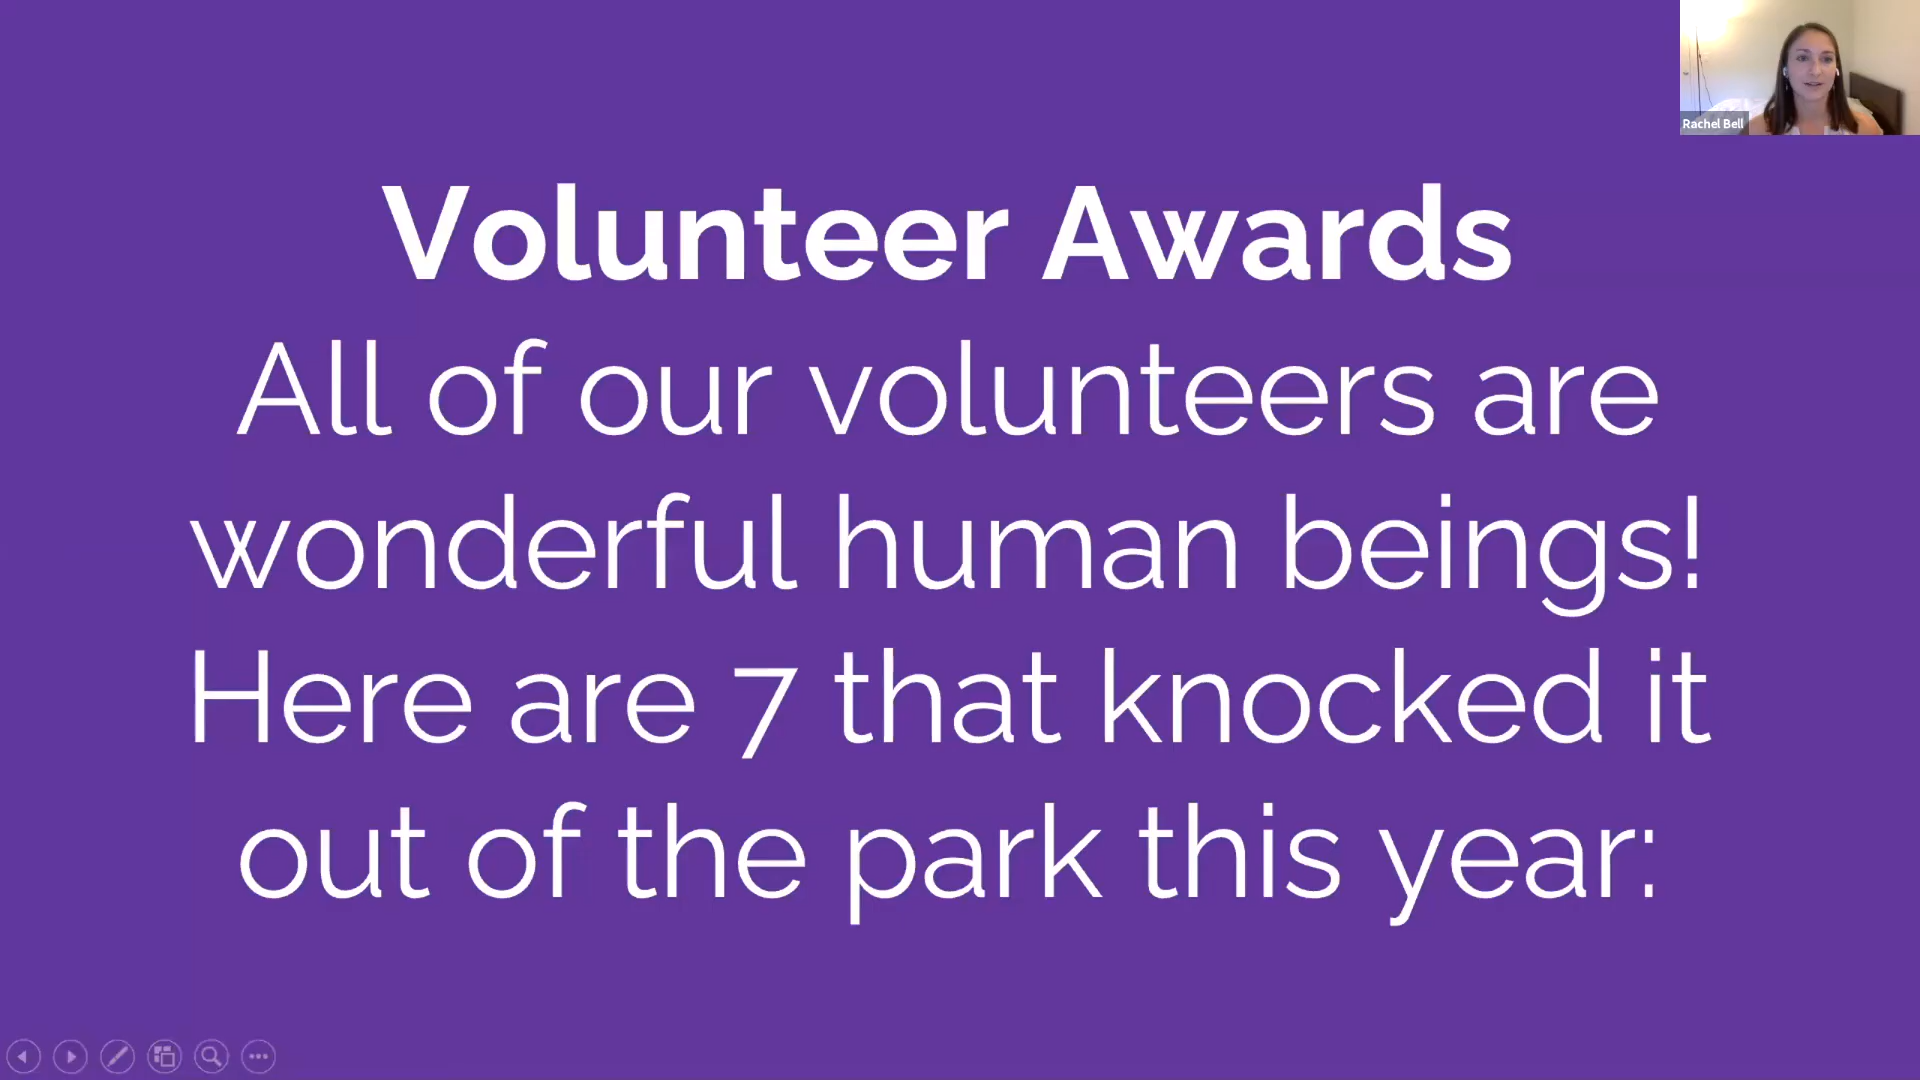 Rachel Bell
Volunteer Awards
All of our volunteers are
wonderful human beings!
Here are 7 that knocked it
out of the park this year: